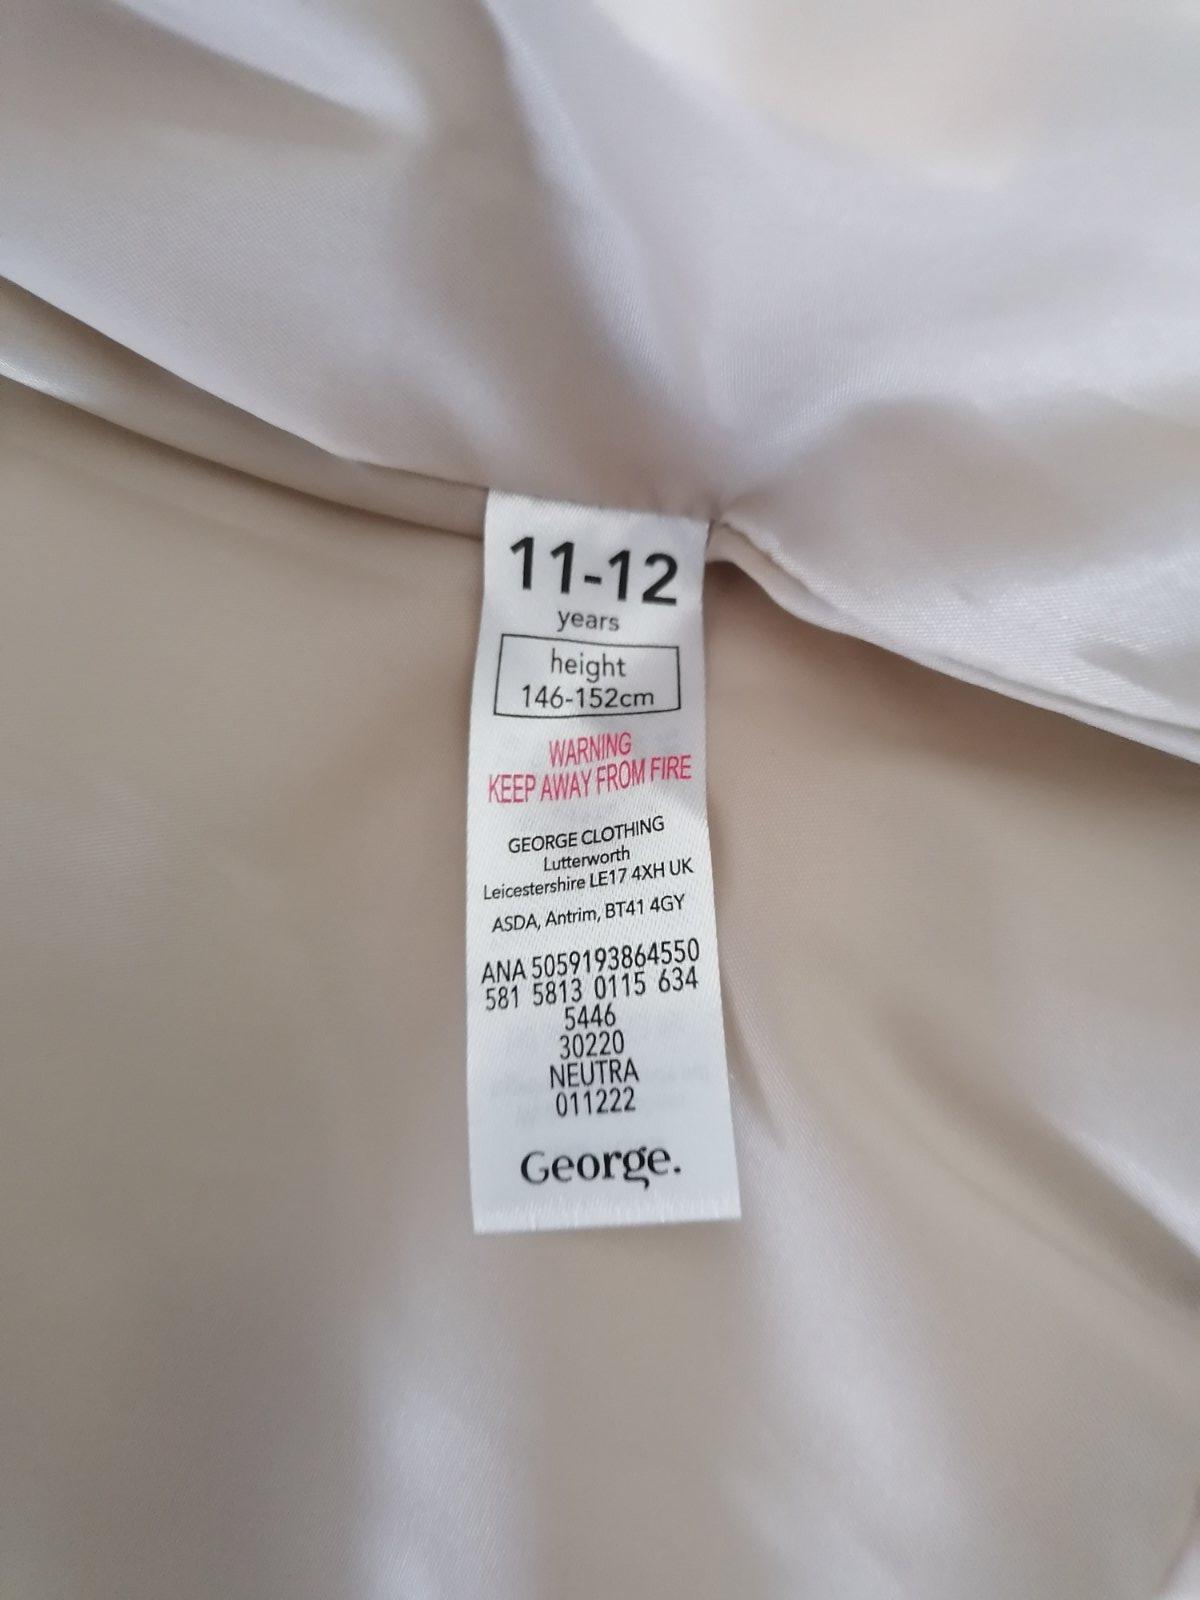 11-12
years
height
146-152cm
WARNING
KEEP AWAY FROM FIRE
GEORGE CLOTHING
Lutterworth
Leicestershire LE17 4XH UK
ASDA, Antrim, BT41 4GY
ANA 5059193864550
581 5813 0115 634
5446
30220
NEUTRA
011222
George.